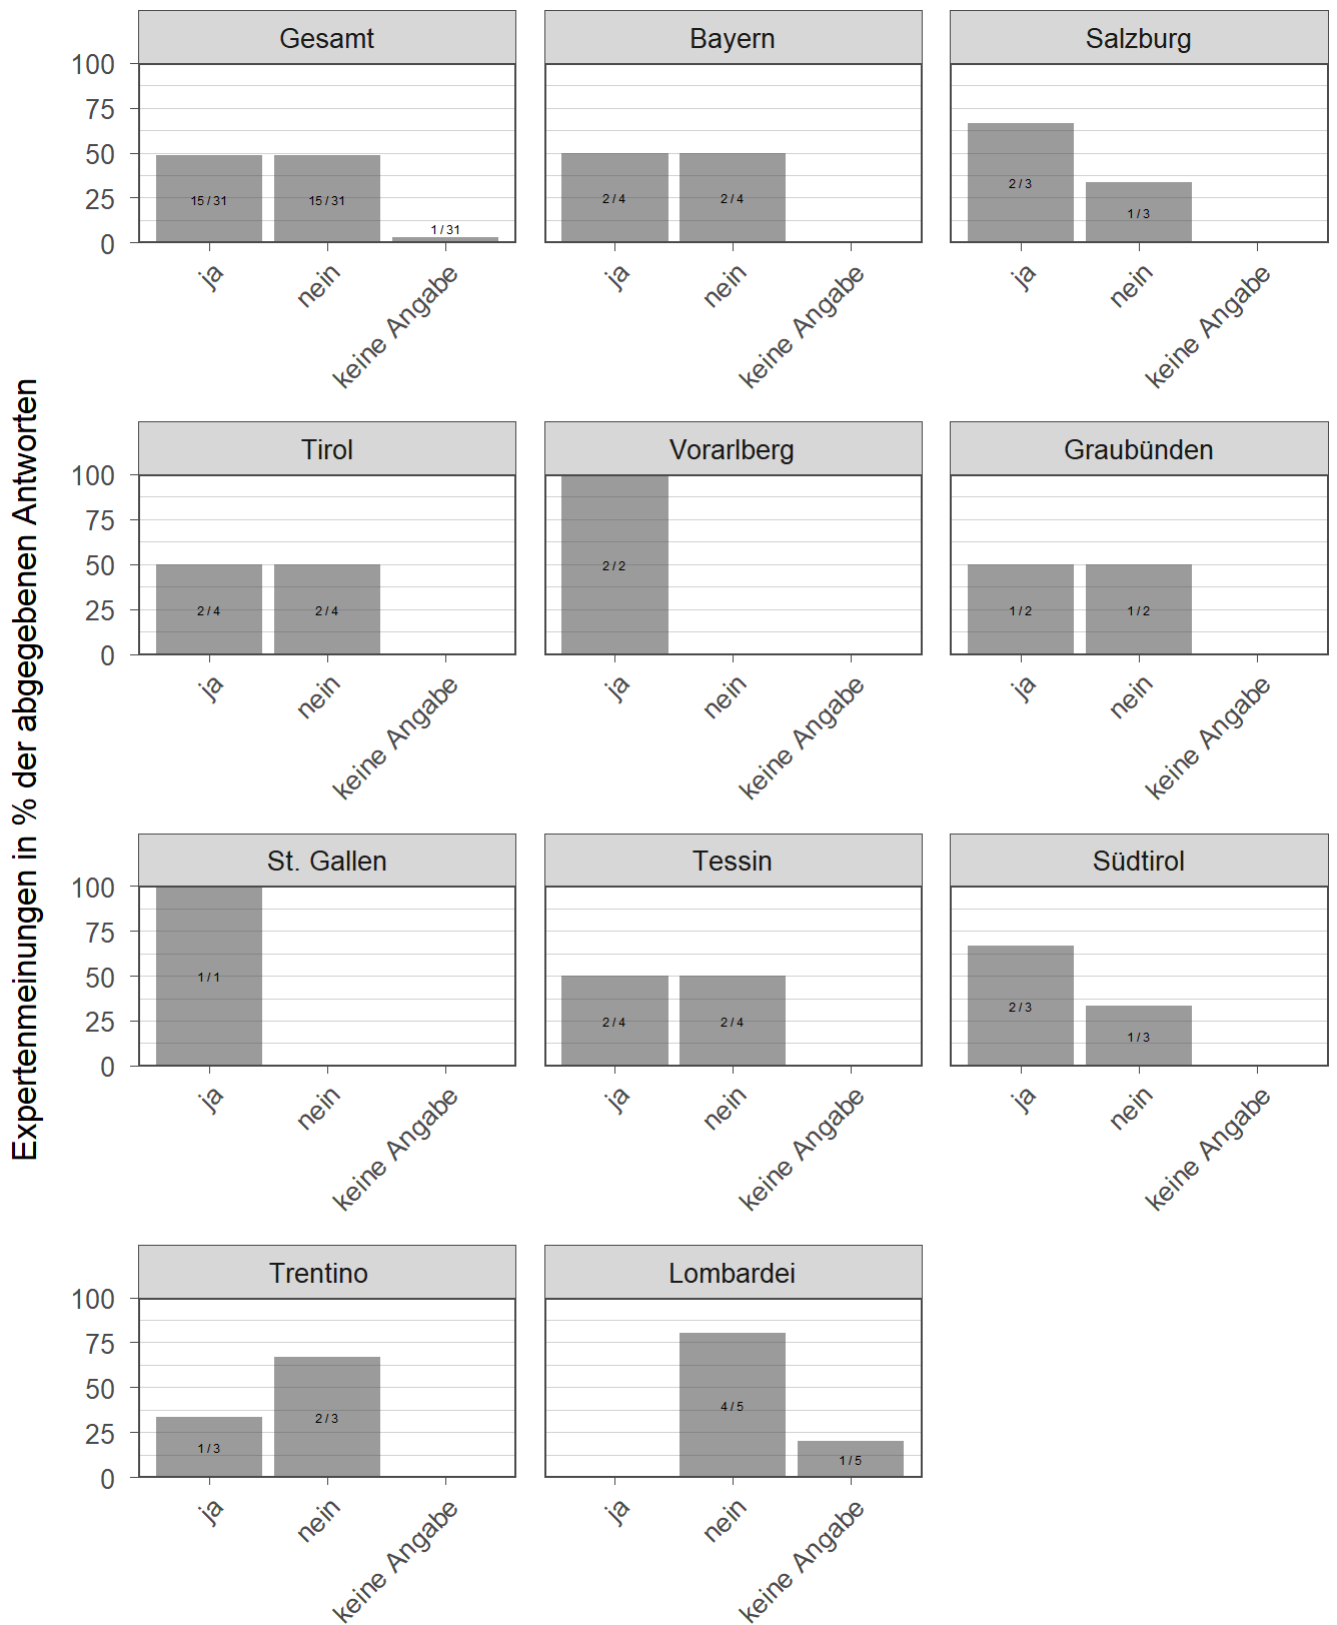 Expertenmeinungen in % der abgegebenen Antworten
Gesamt
100
75
50
25
0
15 / 31
15 / 31
1 / 31
ja
nein
keine Angabe
Bayern
2 / 4
2 / 4
ja
nein
keine Angabe
Salzburg
2 / 3
1 / 3
ja
nein
keine Angabe
Tirol
100
75
50
25
0
2 / 4
2 / 4
ja
nein
keine Angabe
Vorarlberg
2 / 2
ja
nein
keine Angabe
Graubünden
1 / 2
1 / 2
ja
nein
keine Angabe
St. Gallen
100
75
50
25
0
1 / 1
ja
nein
keine Angabe
Tessin
2 / 4
2 / 4
ja
nein
keine Angabe
Südtirol
2 / 3
1 / 3
ja
nein
keine Angabe
Trentino
100
75
50
25
0
1 / 3
2 / 3
ja
nein
keine Angabe
Lombardei
4 / 5
1 / 5
ja
nein
keine Angabe